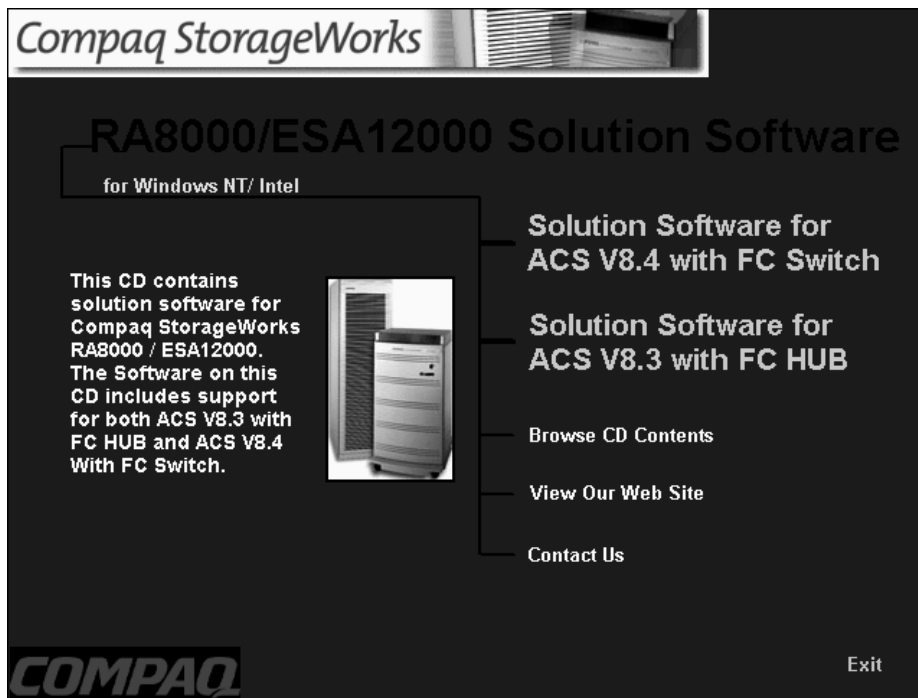 Compaq StorageWorks
RA8000/ESA12000 Solution Software
for Windows NT/ Intel
This CD contains
solution software for
Compaq StorageWorks
RA8000 / ESA12000.
The Software on this
CD includes support
for both ACS V8.3 with
FC HUB and ACS V8.4
With FC Switch.
Solution Software for
ACS V8.4 with FC Switch
Solution Software for
ACS V8.3 with FC HUB
Browse CD Contents
View Our Web Site
Contact Us
COMPAQ
Exit